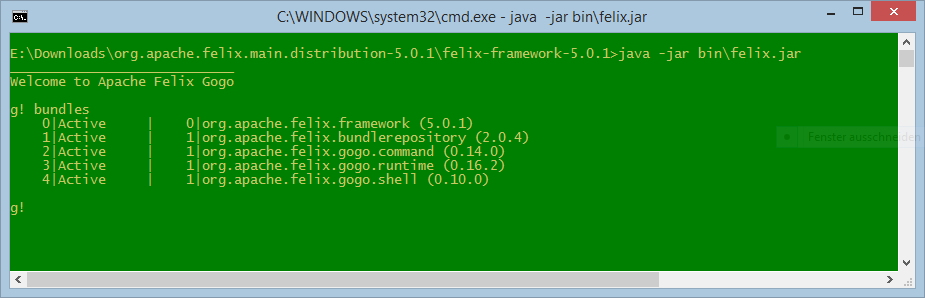 C:\WINDOWS\system32\cmd.exe - java -jar bin\felix.jar
E:\Downloads\org.apache.felix.main.distribution-5.0.1\felix-framework-5.0.1>java -jar bin\felix.jar
____________________________
Welcome to Apache Felix Gogo
g! bundles
    0|Active     |    0|org.apache.felix.framework (5.0.1)
    1|Active     |    1|org.apache.felix.bundlerepository (2.0.4)
    2|Active     |    1|org.apache.felix.gogo.command (0.14.0)
    3|Active     |    1|org.apache.felix.gogo.runtime (0.16.2)
    4|Active     |    1|org.apache.felix.gogo.shell (0.10.0)
Fenster ausschneiden
g!